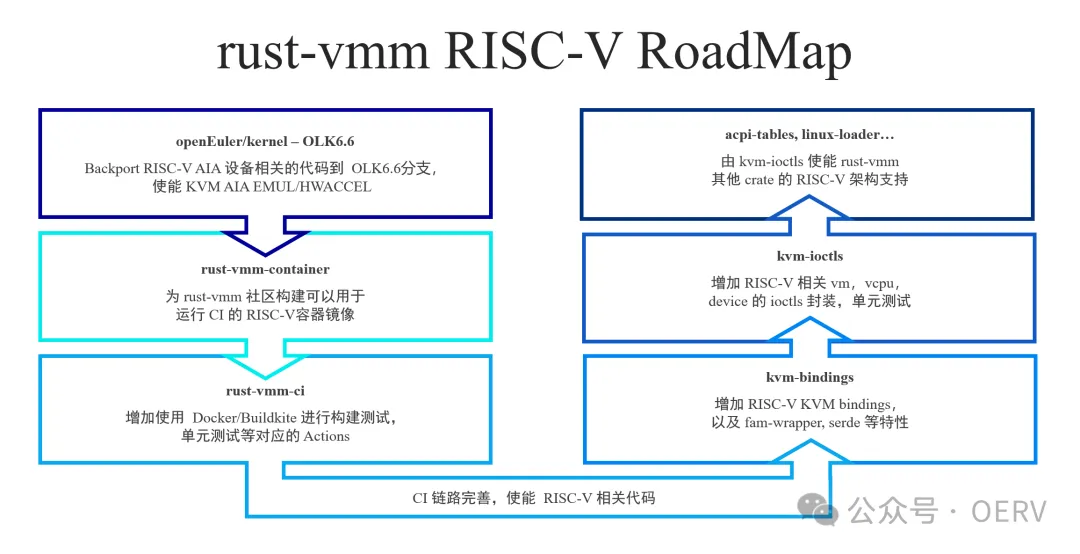 rust-vmm RISC-V RoadMap
openEuler/kernel – OLK6.6
Backport RISC-V AIA 设备相关的代码到 OLK6.6分支，
使能 KVM AIA EMUL/HWACCEL
rust-vmm-container
为 rust-vmm 社区构建可以用于
运行 CI 的 RISC-V容器镜像
rust-vmm-ci
增加使用 Docker/Buildkite 进行构建测试，
单元测试等对应的 Actions
CI 链路完善，使能 RISC-V 相关代码
kvm-bindings
增加 RISC-V KVM bindings，
以及 fam-wrapper, serde 等特性
kvm-ioctls
增加 RISC-V 相关 vm，vcpu，
device 的 ioctls 封装，单元测试
acpi-tables, linux-loader…
由 kvm-ioctls 使能 rust-vmm
其他 crate 的 RISC-V 架构支持
公众号 · OERV